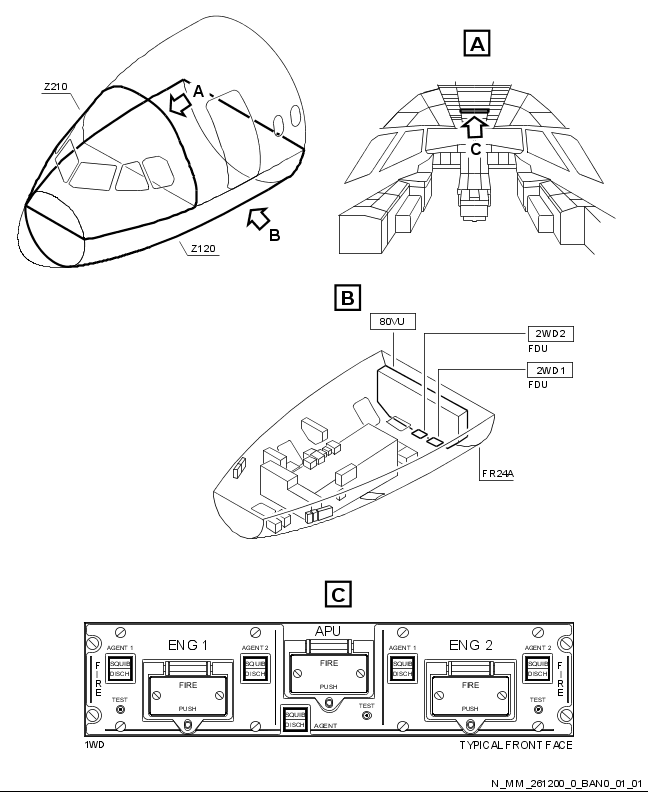 A
Z210
A
C
B
Z120
B
80VU
2WD2
FDU
2WD1
FDU
FR24A
C
APU
ENG 1
ENG 2
AGENT 1
AGENT 2
AGENT 1
AGENT 2
FIRE
SQUIB
DISCH
SQUIB
DISCH
FIRE
PUSH
SQUIB
DISCH
SQUIB
DISCH
FIRE
FIRE
PUSH
FIRE
PUSH
TEST
TEST
TEST
SQUIB
DISCH
AGENT
1WD
TYPICAL FRONT FACE
N_MM_261200_0_BAN0_01_01